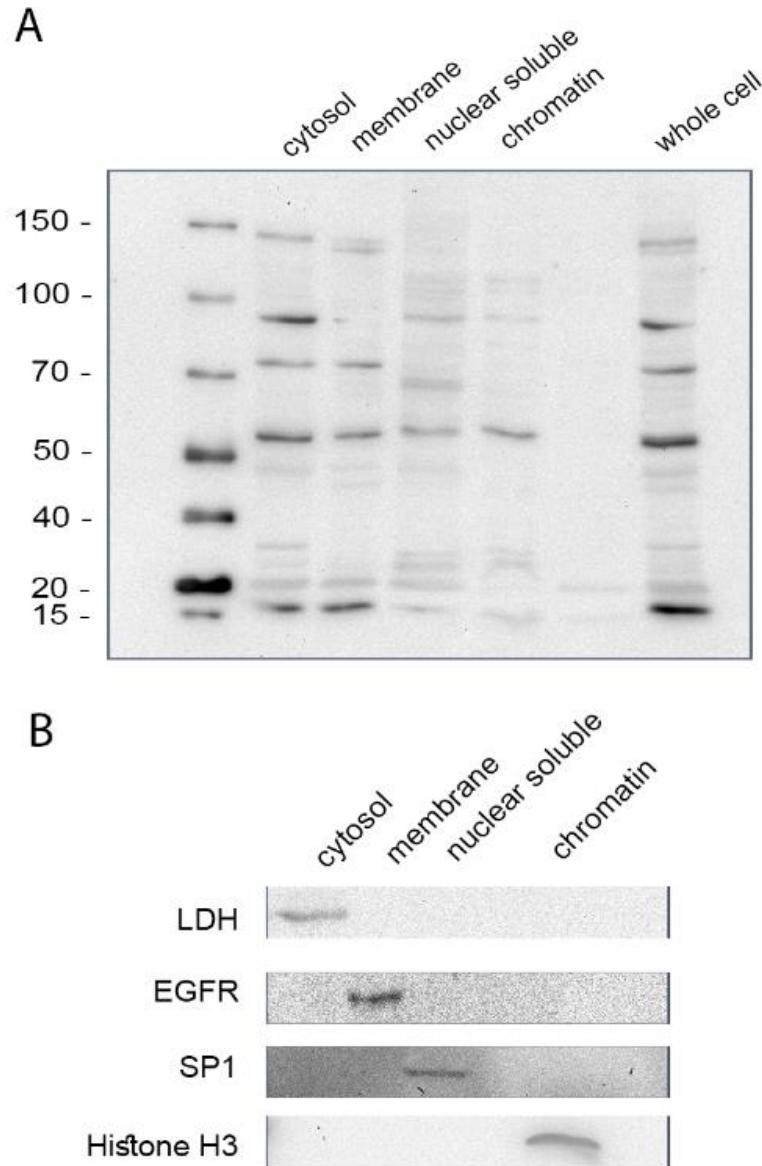 A
cytosol
membrane
nuclear soluble
chromatin
whole cell
150 -
100 -
70 -
50 -
40 -
20 -
15 -
B
cytosol
membrane
nuclear soluble
chromatin
LDH
EGFR
SP1
Histone H3